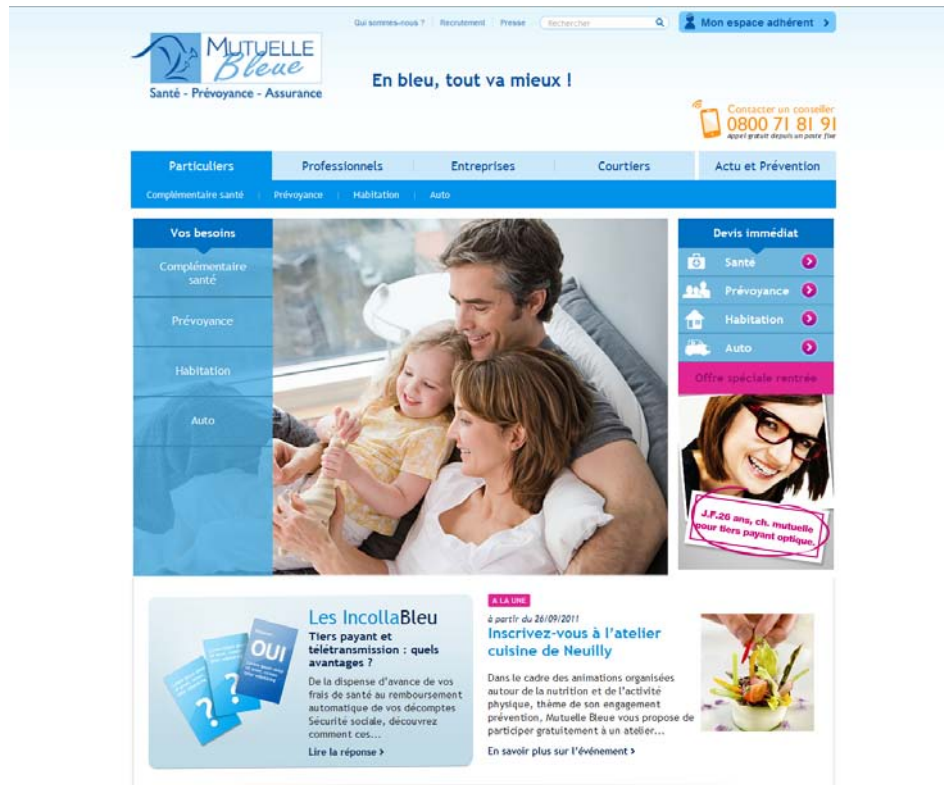 Qui sommes-nous ? | Recrutement | Presse
Rechercher
Mon espace adhérent
MUTUELLE
Bleue
Santé - Prévoyance - Assurance
En bleu, tout va mieux !
Contacter un conseiller
0800 71 81 91
appel gratuit depuis un poste fixe
Particuliers
Professionnels
Entreprises
Courtiers
Actu et Prévention
Complémentaire santé | Prévoyance | Habitation | Auto
Vos besoins
Complémentaire
santé
Prévoyance
Habitation
Auto
Devis immédiat
Santé
Prévoyance
Habitation
Auto
Offre spéciale rentrée
J.F.26 ans, ch. mutuelle
pour tiers payant optique.
OUI
?
?
Les IncollaBleu
Tiers payant et
télétransmission : quels
avantages ?
De la dispense d’avance de vos
frais de santé au remboursement
automatique de vos décomptes
Sécurité sociale, découvrez
comment ces...
Lire la réponse >
A LA UNE
à partir du 26/09/2011
Inscrivez-vous à l’atelier
cuisine de Neuilly
Dans le cadre des animations organisées
autour de la nutrition et de l’activité
physique, thème de son engagement
prévention, Mutuelle Bleue vous propose de
participer gratuitement à un atelier...
En savoir plus sur l’événement >